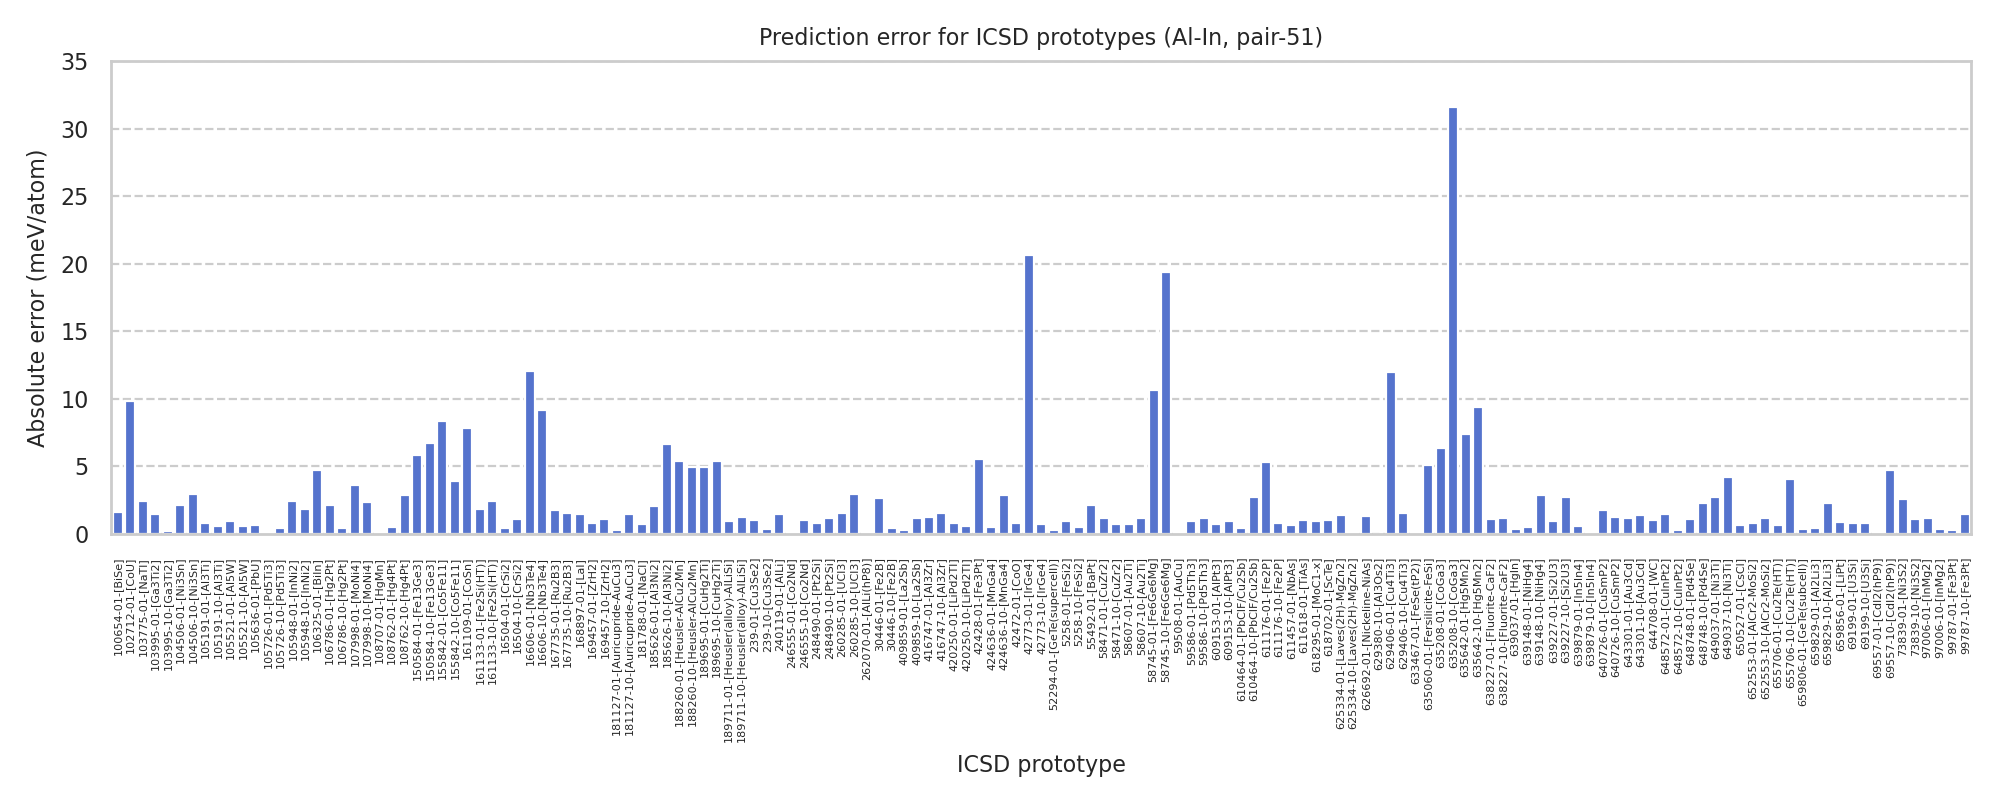 Prediction error for ICSD prototypes (Al-In, pair-51)
Absolute error (meV/atom)
35
30
25
20
15
10
5
0
100654-01-[BiSe]
102712-01-[CoU]
103775-01-[NaTl]
103995-01-[Ga3Ti2]
103995-10-[Ga3Ti2]
104506-01-[Ni3Sn]
104506-10-[Ni3Sn]
105191-01-[Al3Ti]
105191-10-[Al3Ti]
105521-01-[Al5W]
105521-10-[Al5W]
105636-01-[PbU]
105726-01-[Pd5Ti3]
105726-10-[Pd5Ti3]
105948-01-[InNi2]
105948-10-[InNi2]
106325-01-[BiIn]
106786-01-[Hg2Pt]
106786-10-[Hg2Pt]
107998-01-[MoNi4]
107998-10-[MoNi4]
108707-01-[HgMn]
108762-01-[Hg4Pt]
108762-10-[Hg4Pt]
150584-01-[Fe13Ge3]
150584-10-[Fe13Ge3]
155842-01-[Co5Fe11]
155842-10-[Co5Fe11]
161109-01-[CoSn]
161133-01-[Fe2Si(HT)]
161133-10-[Fe2Si(HT)]
16504-01-[CrSi2]
16504-10-[CrSi2]
16606-01-[Nb3Te4]
16606-10-[Nb3Te4]
167735-01-[Ru2B3]
167735-10-[Ru2B3]
168897-01-[LaI]
169457-01-[ZrH2]
169457-10-[ZrH2]
181127-01-[Auricupride-AuCu3]
181127-10-[Auricupride-AuCu3]
181788-01-[NaCl]
185626-01-[Al3Ni2]
185626-10-[Al3Ni2]
188260-01-[Heusler-AlCu2Mn]
188260-10-[Heusler-AlCu2Mn]
189695-01-[CuHg2Ti]
189695-10-[CuHg2Ti]
189711-01-[Heusler(alloy)-AlLiSi]
189711-10-[Heusler(alloy)-AlLiSi]
239-01-[Cu3Se2]
239-10-[Cu3Se2]
240119-01-[AlLi]
246555-01-[Co2Nd]
246555-10-[Co2Nd]
248490-01-[Pt2Si]
248490-10-[Pt2Si]
260285-01-[UCl3]
260285-10-[UCl3]
262070-01-[AlLi(hP8)]
30446-01-[Fe2B]
30446-10-[Fe2B]
409859-01-[La2Sb]
409859-10-[La2Sb]
416747-01-[Al3Zr]
416747-10-[Al3Zr]
420250-01-[LiPd2Tl]
420250-10-[LiPd2Tl]
42428-01-[Fe3Pt]
424636-01-[MnGa4]
424636-10-[MnGa4]
42472-01-[CoO]
42773-01-[IrGe4]
42773-10-[IrGe4]
52294-01-[GeTe(supercell)]
5258-01-[FeSi2]
5258-10-[FeSi2]
55492-01-[BaPt]
58471-01-[CuZr2]
58471-10-[CuZr2]
58607-01-[Au2Ti]
58607-10-[Au2Ti]
58745-01-[Fe6Ge6Mg]
58745-10-[Fe6Ge6Mg]
59508-01-[AuCu]
59586-01-[Pd5Th3]
59586-10-[Pd5Th3]
609153-01-[AlPt3]
609153-10-[AlPt3]
610464-01-[PbClF/Cu2Sb]
610464-10-[PbClF/Cu2Sb]
611176-01-[Fe2P]
611176-10-[Fe2P]
611457-01-[NbAs]
611618-01-[TiAs]
618295-01-[MoC1-x]
618702-01-[ScTe]
625334-01-[Laves(2H)-MgZn2]
625334-10-[Laves(2H)-MgZn2]
626692-01-[Nickeline-NiAs]
629380-10-[Al3Os2]
629406-01-[Cu4Ti3]
629406-10-[Cu4Ti3]
633467-01-[FeSe(tP2)]
635060-01-[Fersilicite-FeSi]
635208-01-[CoGa3]
635208-10-[CoGa3]
635642-01-[Hg5Mn2]
635642-10-[Hg5Mn2]
638227-01-[Fluorite-CaF2]
638227-10-[Fluorite-CaF2]
639037-01-[HgIn]
639148-01-[NiHg4]
639148-10-[NiHg4]
639227-01-[Si2U3]
639227-10-[Si2U3]
639879-01-[In5In4]
639879-10-[In5In4]
640726-01-[CuSmP2]
640726-10-[CuSmP2]
643301-01-[Au3Cd]
643301-10-[Au3Cd]
644708-01-[WC]
648572-01-[CuInPt2]
648572-10-[CuInPt2]
648748-01-[Pd4Se]
648748-10-[Pd4Se]
649037-01-[Ni3Ti]
649037-10-[Ni3Ti]
650527-01-[CsCl]
652553-01-[AlCr2-MoSi2]
652553-10-[AlCr2-MoSi2]
655706-01-[Cu2Te(HT)]
655706-10-[Cu2Te(HT)]
659806-01-[GeTe(subcell)]
659829-01-[Al2Li3]
659829-10-[Al2Li3]
659856-01-[LiPt]
69199-01-[U3Si]
69199-10-[U3Si]
69557-01-[CdI2(hP9)]
69557-10-[CdI2(hP9)]
73839-01-[Ni3S2]
73839-10-[Ni3S2]
97006-01-[InMg2]
97006-10-[InMg2]
99787-01-[Fe3Pt]
99787-10-[Fe3Pt]
ICSD prototype